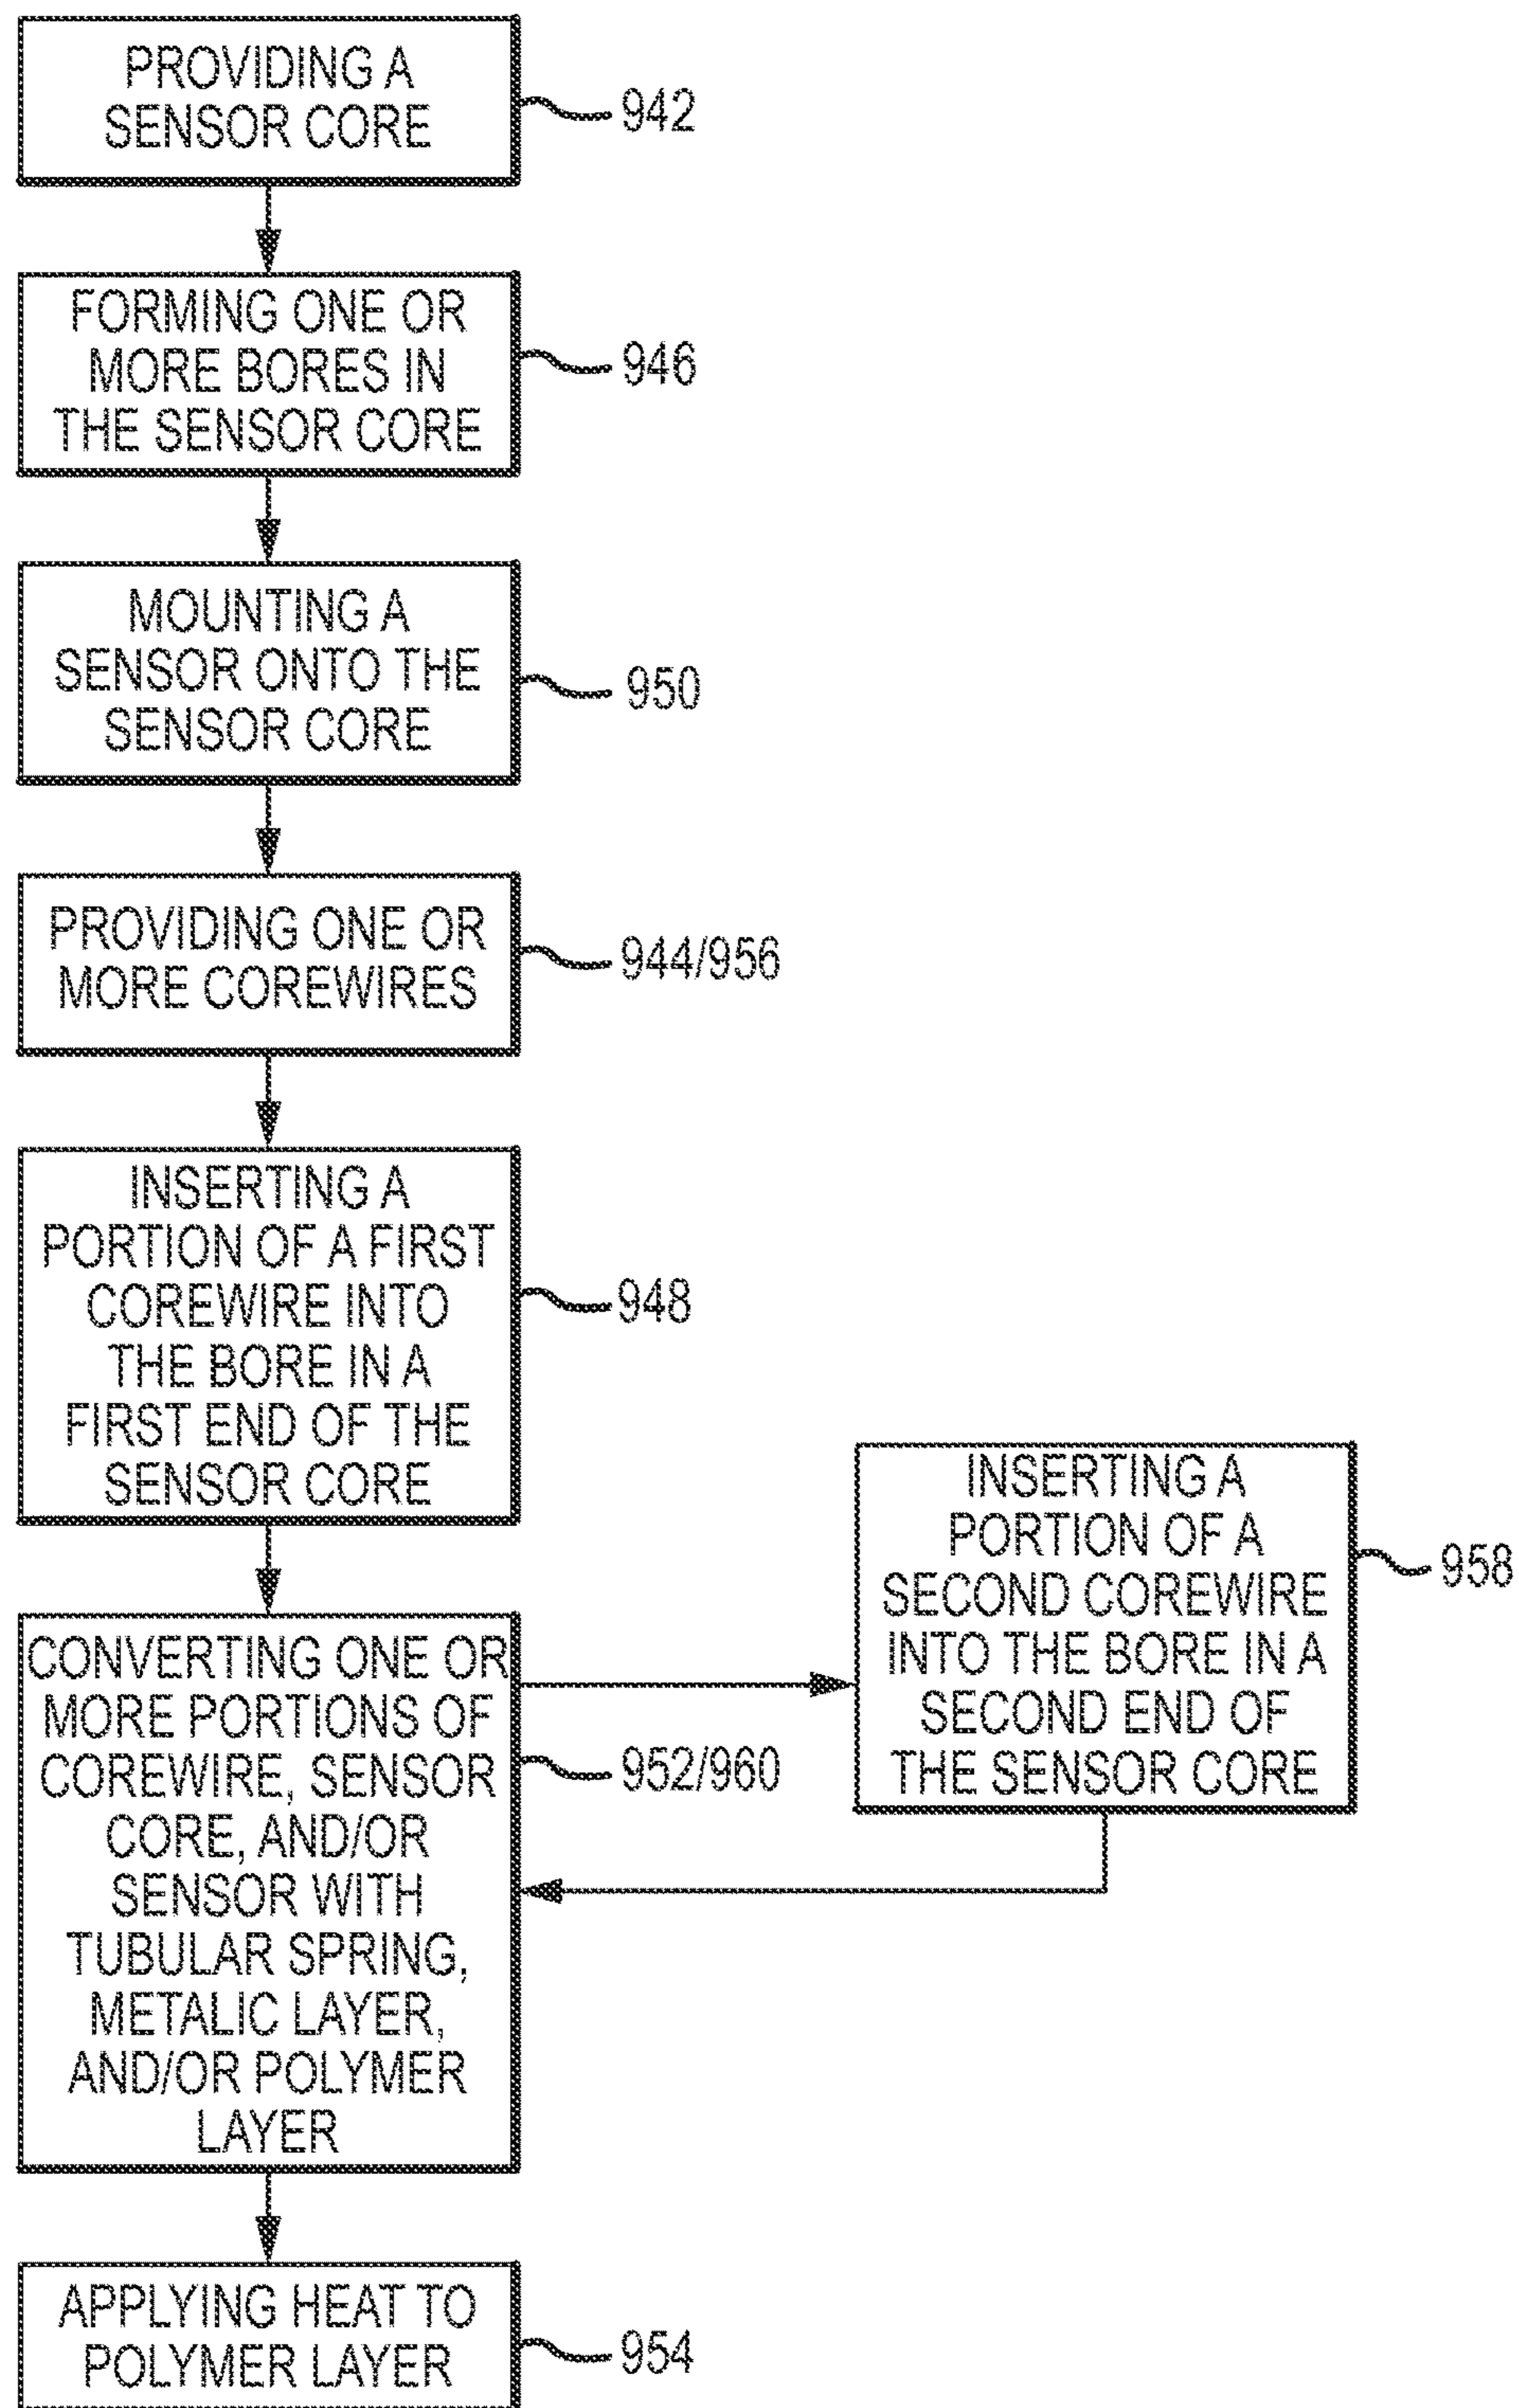 PROVIDING A
SENSOR CORE
942
FORMING ONE OR
MORE BORES IN
THE SENSOR CORE
946
MOUNTING A
SENSOR ONTO THE
SENSOR CORE
950
PROVIDING ONE OR
MORE COREWIRES
944/956
INSERTING A
PORTION OF A FIRST
COREWIRE INTO
THE BORE IN A
FIRST END OF THE
SENSOR CORE
948
CONVERTING ONE OR
MORE PORTIONS OF
COREWIRE, SENSOR
CORE, AND/OR
SENSOR WITH
TUBULAR SPRING,
METALIC LAYER,
AND/OR POLYMER
LAYER
952/960
INSERTING A
PORTION OF A
SECOND COREWIRE
INTO THE BORE IN A
SECOND END OF
THE SENSOR CORE
958
APPLYING HEAT TO
POLYMER LAYER
954